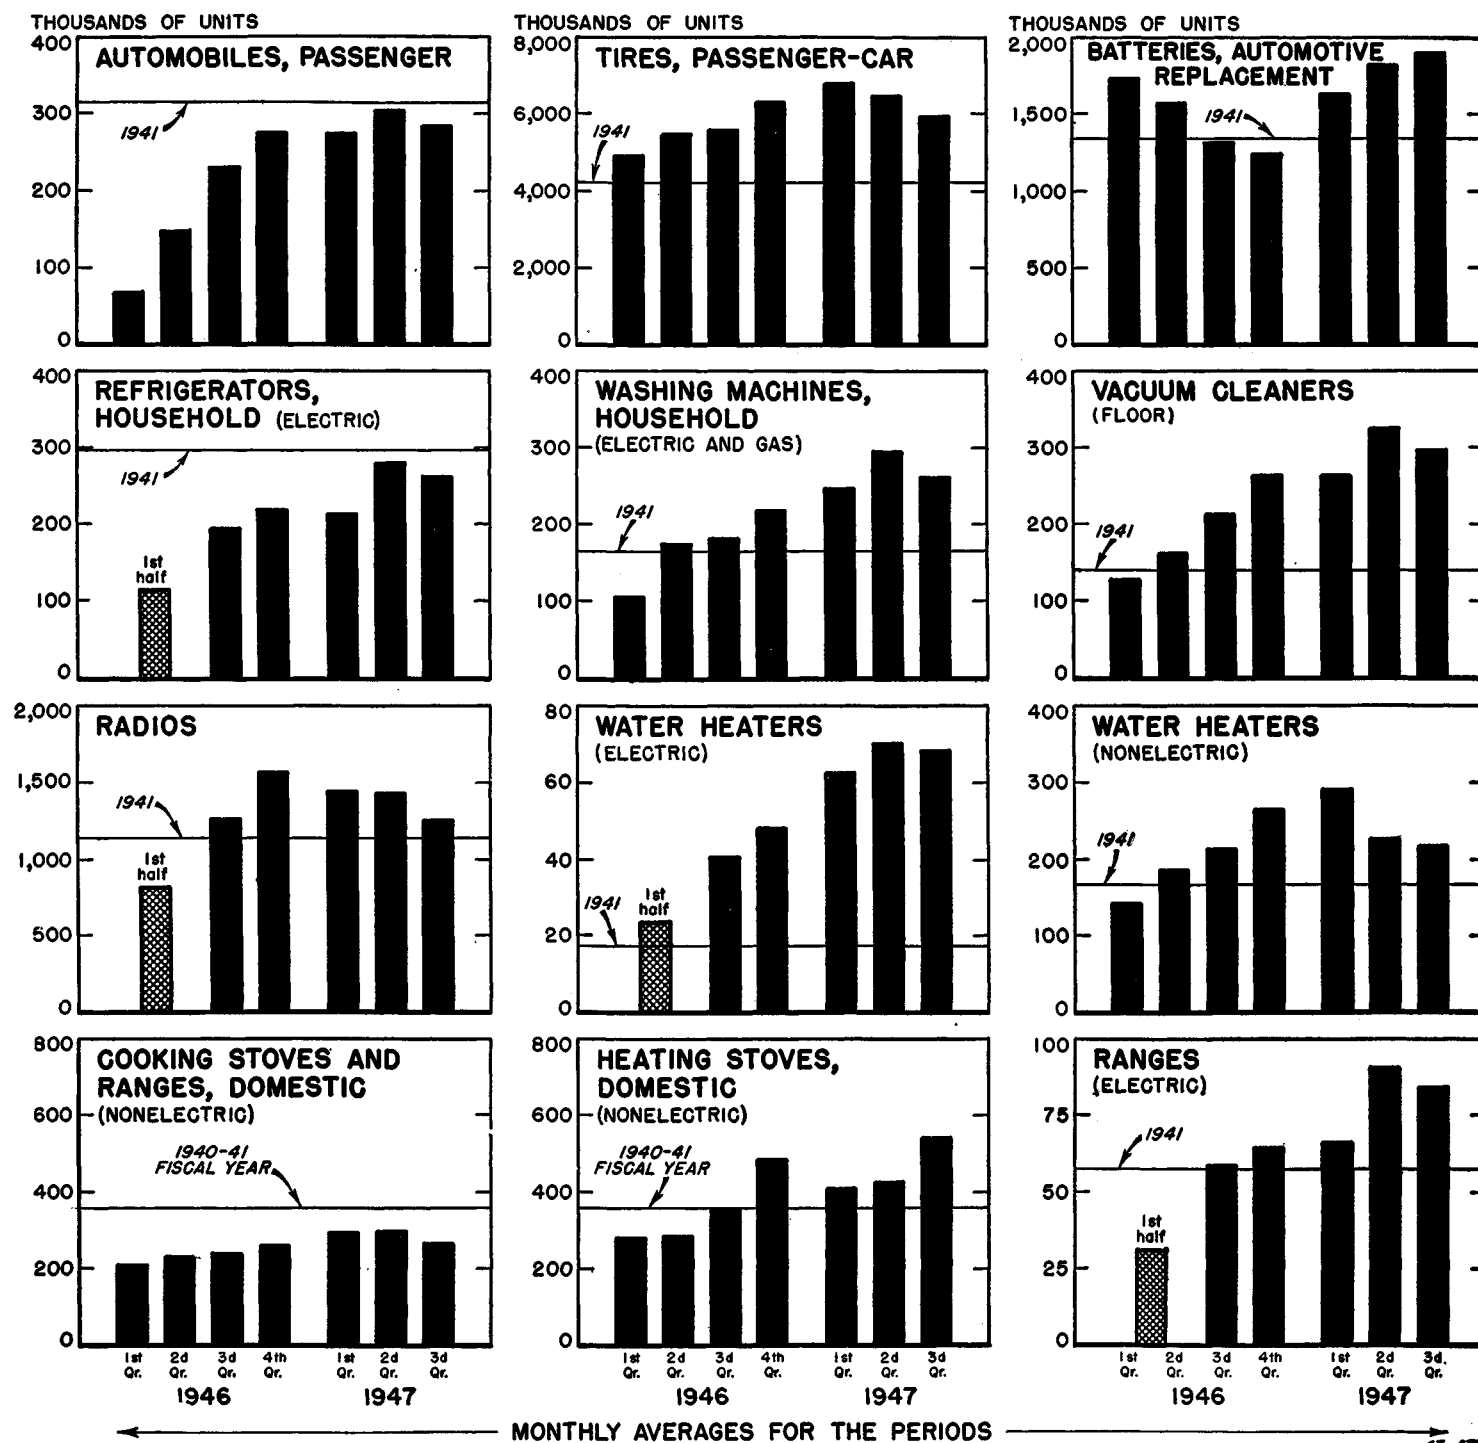 THOUSANDS OF UNITS
400
300
200
100
0
AUTOMOBILES, PASSENGER
1941
THOUSANDS OF UNITS
8,000
6,000
4,000
2,000
0
TIRES, PASSENGER-CAR
1941
THOUSANDS OF UNITS
2,000
1,500
1,000
500
0
BATTERIES, AUTOMOTIVE
REPLACEMENT
1941
400
300
200
100
0
REFRIGERATORS,
HOUSEHOLD (ELECTRIC)
1941
1st
half
400
300
200
100
0
WASHING MACHINES,
HOUSEHOLD
(ELECTRIC AND GAS)
1941
400
300
200
100
0
VACUUM CLEANERS
(FLOOR)
1941
2,000
1,500
1,000
500
0
RADIOS
1941
1st
half
80
60
40
20
0
WATER HEATERS
(ELECTRIC)
1941
1st
half
400
300
200
100
0
WATER HEATERS
(NONELECTRIC)
1941
800
600
400
200
0
COOKING STOVES AND
RANGES, DOMESTIC
(NONELECTRIC)
1940-41
FISCAL YEAR
1st Qr.
2d Qr.
3d Qr.
4th Qr.
1st Qr.
2d Qr.
3d Qr.
1946
1947
800
600
400
200
0
HEATING STOVES,
DOMESTIC
(NONELECTRIC)
1940-41
FISCAL YEAR
1st Qr.
2d Qr.
3d Qr.
4th Qr.
1st Qr.
2d Qr.
3d Qr.
1946
1947
100
75
50
25
0
RANGES
(ELECTRIC)
1941
1st
half
1st Qr.
2d Qr.
3d Qr.
4th Qr.
1st Qr.
2d Qr.
3d. Qr.
1946
1947
MONTHLY AVERAGES FOR THE PERIODS